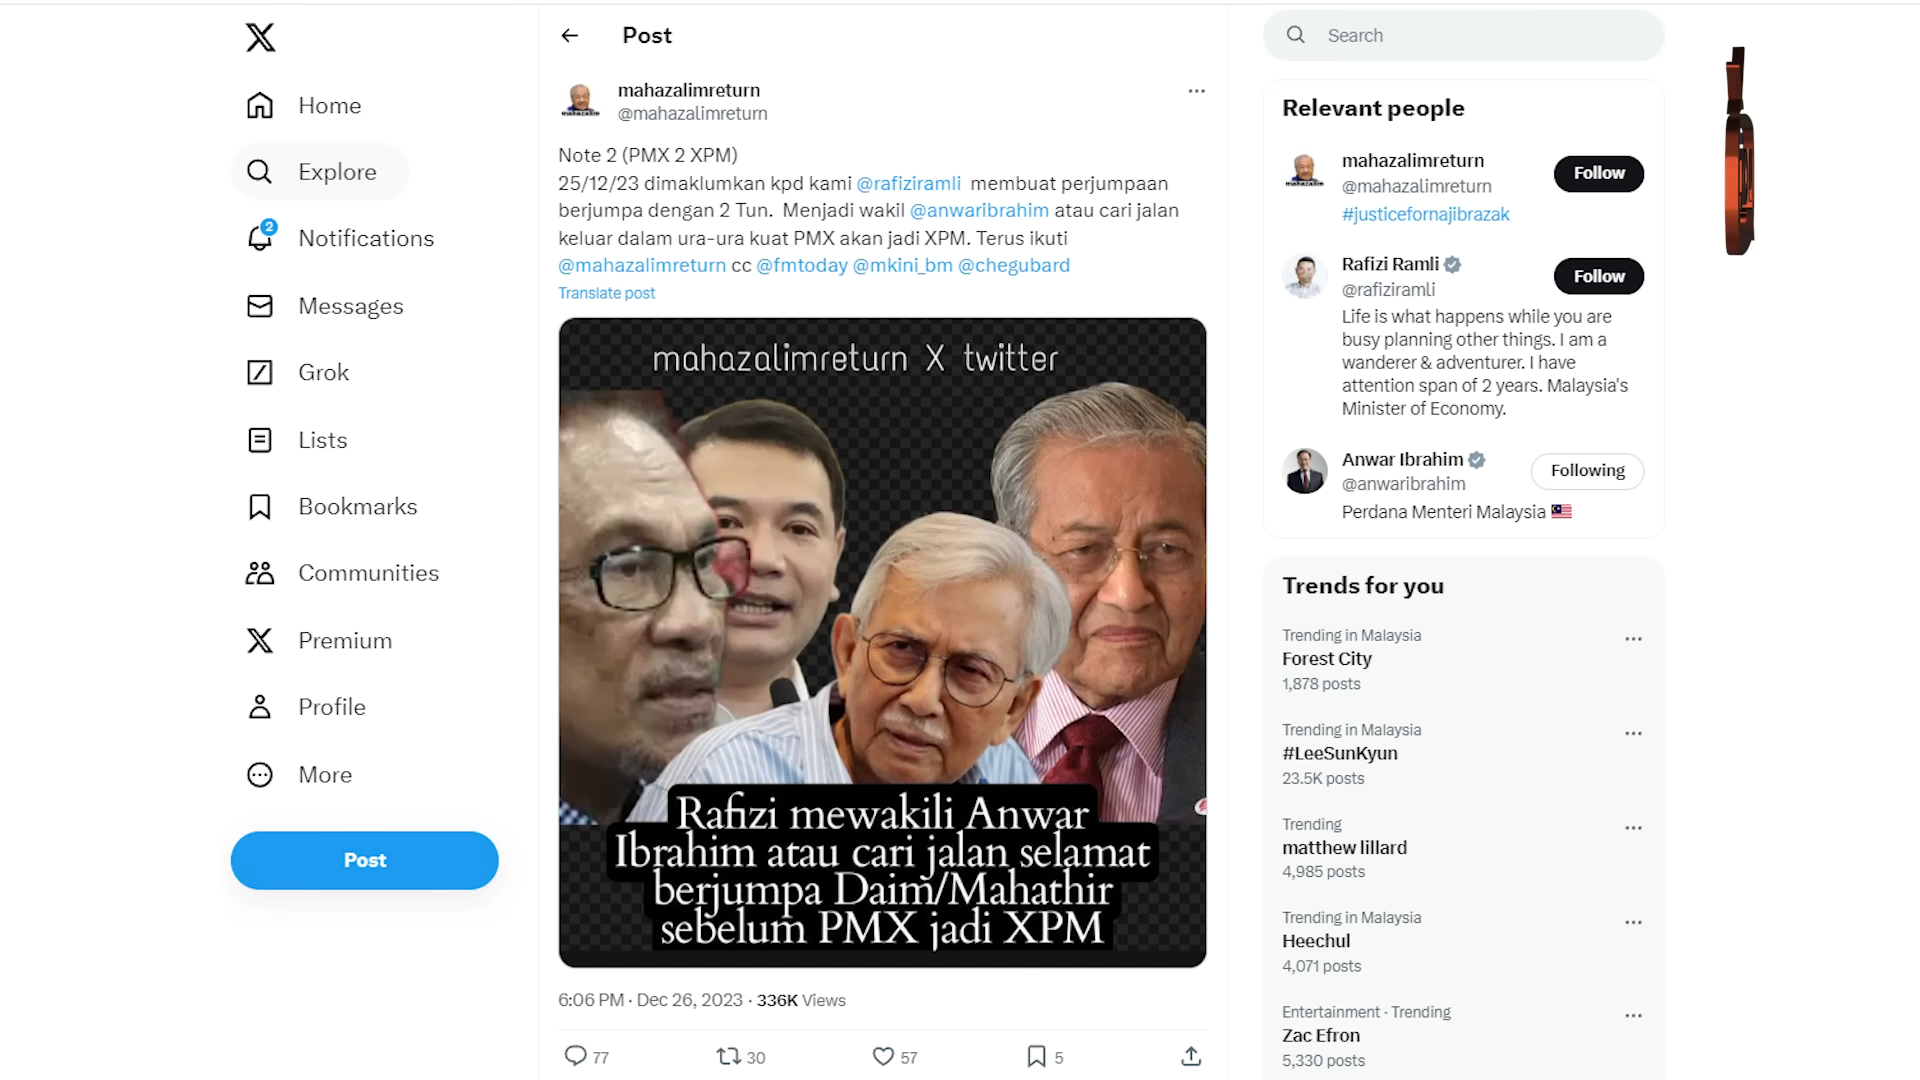 Home
Explore
2
Notifications
Messages
Grok
Lists
Bookmarks
Communities
Premium
Profile
More
Post
Post
mahazalimreturn
@mahazalimreturn
Note 2 (PMX 2 XPM)
25/12/23 dimaklumkan kpd kami @rafiziramli membuat perjumpaan
berjumpa dengan 2 Tun. Menjadi wakil @anwaribrahim atau cari jalan
keluar dalam ura-ura kuat PMX akan jadi XPM. Terus ikuti
@mahazalimreturn cc @fmtoday @mkini_bm @chegubard
Translate post
mahazalimreturn X twitter
Rafizi mewakili Anwar
Ibrahim atau cari jalan selamat
berjumpa Daim/Mahathir
sebelum PMX jadi XPM
6:06 PM · Dec 26, 2023 · 336K Views
77
30
57
5
Search
Relevant people
mahazalimreturn
@mahazalimreturn
Follow
#justicefornajibrazak
Rafizi Ramli
@rafiziramli
Follow
Life is what happens while you are
busy planning other things. I am a
wanderer & adventurer. I have
attention span of 2 years. Malaysia's
Minister of Economy.
Anwar Ibrahim
@anwaribrahim
Following
Perdana Menteri Malaysia
Trends for you
Trending in Malaysia
Forest City
1,878 posts
Trending in Malaysia
#LeeSunKyun
23.5K posts
Trending
matthew lillard
4,985 posts
Trending in Malaysia
Heechul
4,071 posts
Entertainment · Trending
Zac Efron
5,330 posts